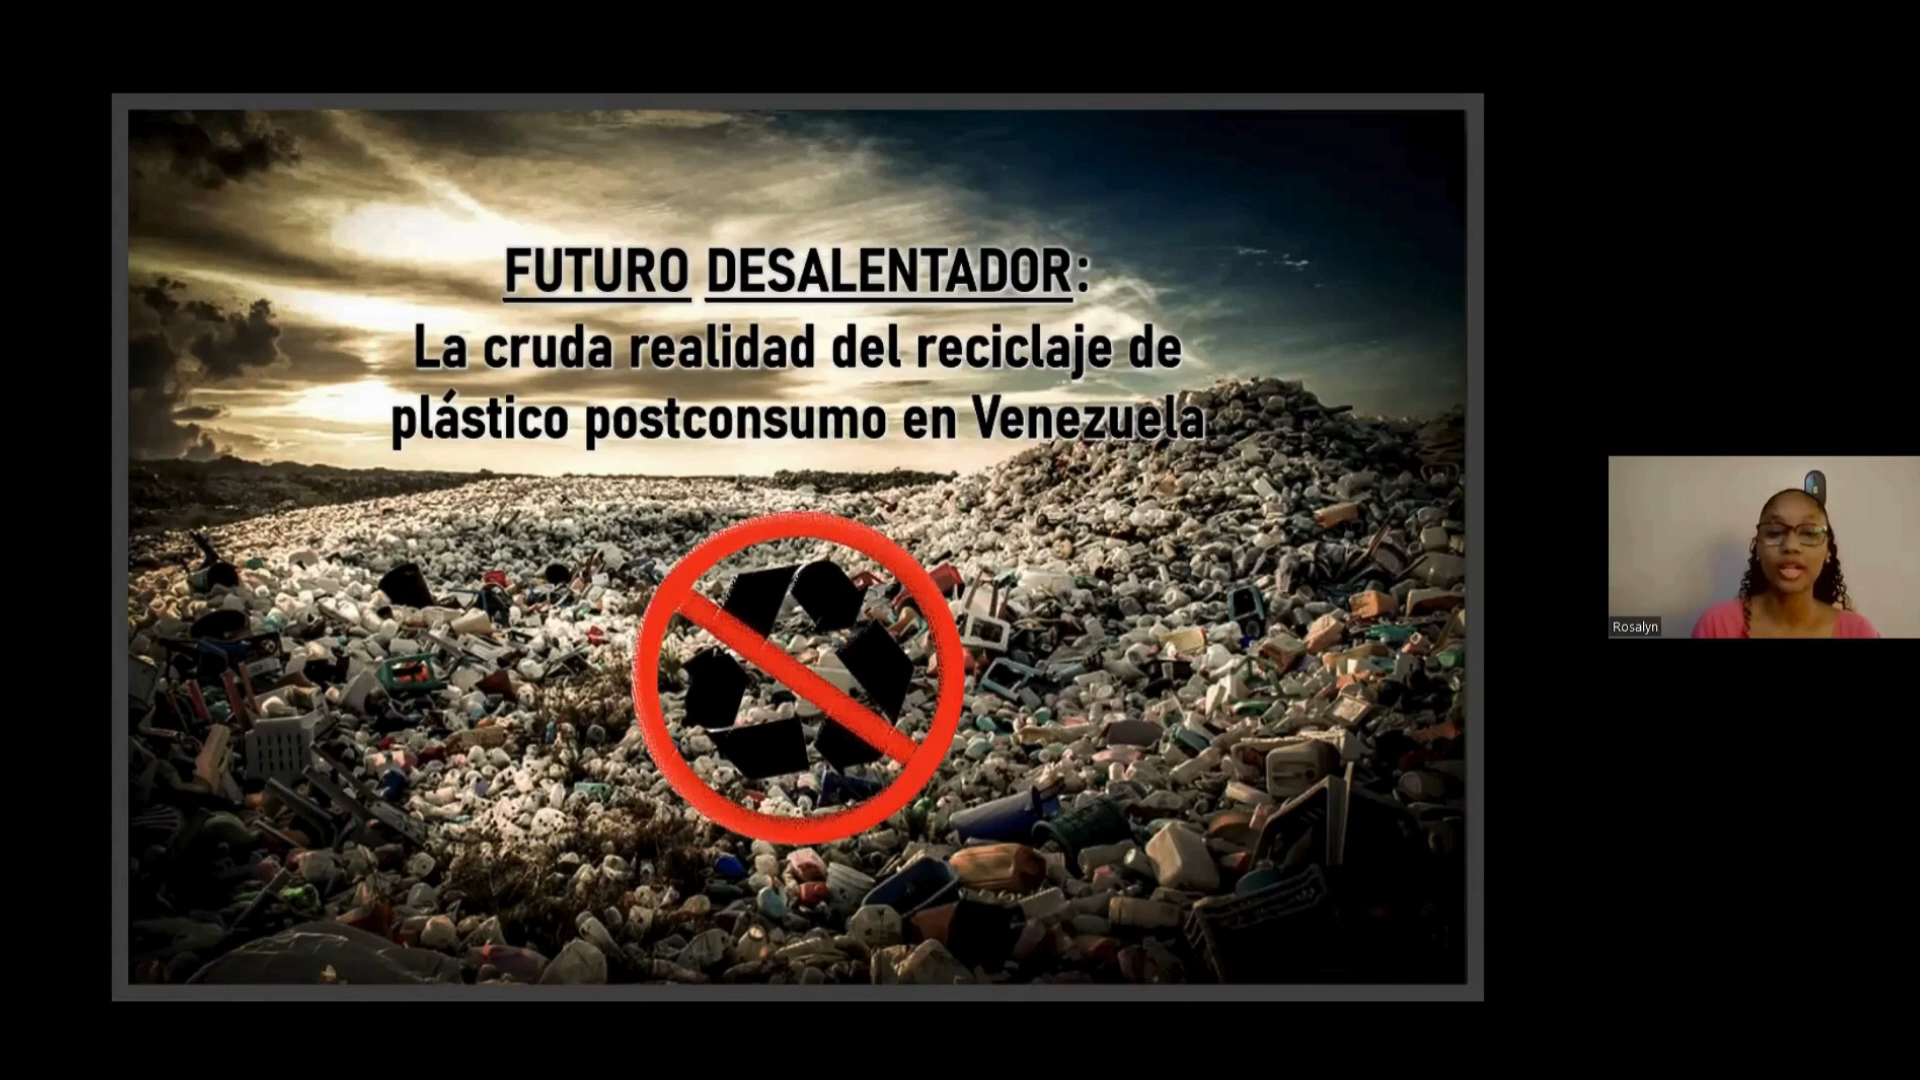 FUTURO DESALENTADOR:
La cruda realidad del reciclaje de
plástico postconsumo en Venezuela
Rosalyn